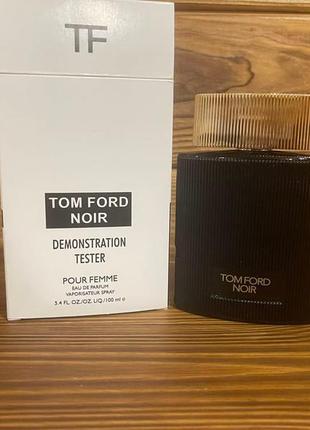 TF
TOM FORD
NOIR
DEMONSTRATION
TESTER
POUR FEMME
EAU DE PARFUM
VAPORISATEUR SPRAY
3.4 FL.OZ./OZ. LIQ./100 ml ℮
TOM FORD
NOIR